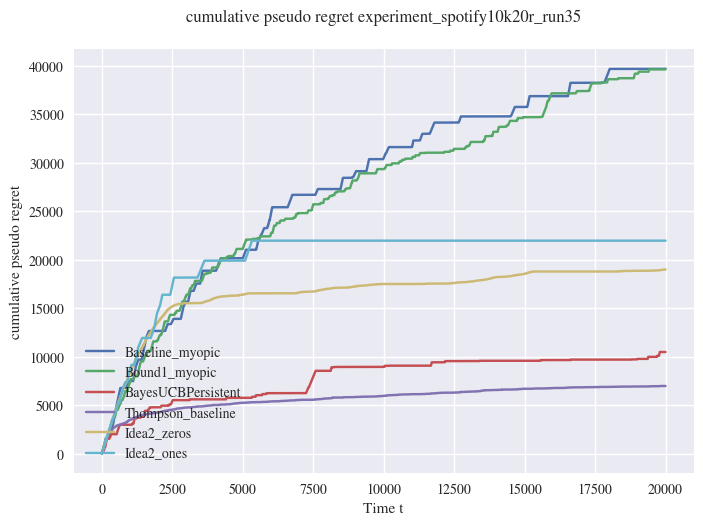 cumulative pseudo regret experiment_spotify10k20r_run35
cumulative pseudo regret
40000
35000
30000
25000
20000
15000
10000
5000
0
Baseline_myopic
Bound1_myopic
BayesUCBPersistent
Thompson_baseline
Idea2_zeros
Idea2_ones
0 2500 5000 7500 10000 12500 15000 17500 20000
Time t